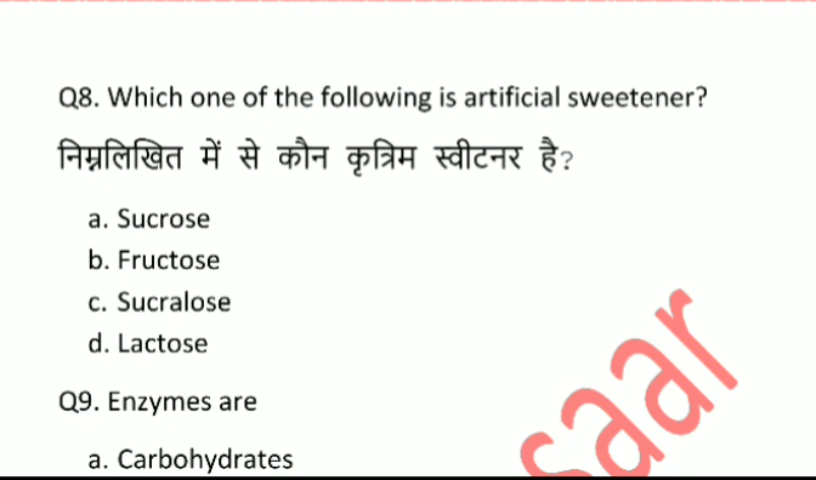 Q8. Which one of the following is artificial sweetener?
निम्नलिखित में से कौन कृत्रिम स्वीटनर है?
a. Sucrose
b. Fructose
c. Sucralose
d. Lactose
Q9. Enzymes are
a. Carbohydrates
saar